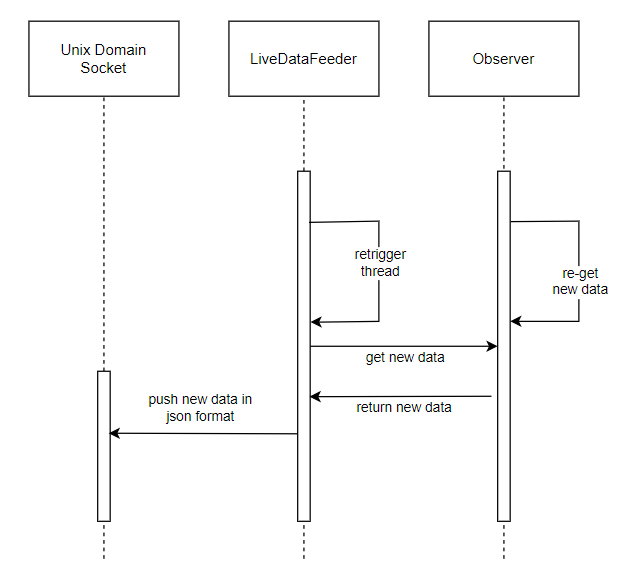 Unix Domain
Socket
LiveDataFeeder
Observer
retrigger
thread
re-get
new data
get new data
return new data
push new data in
json format